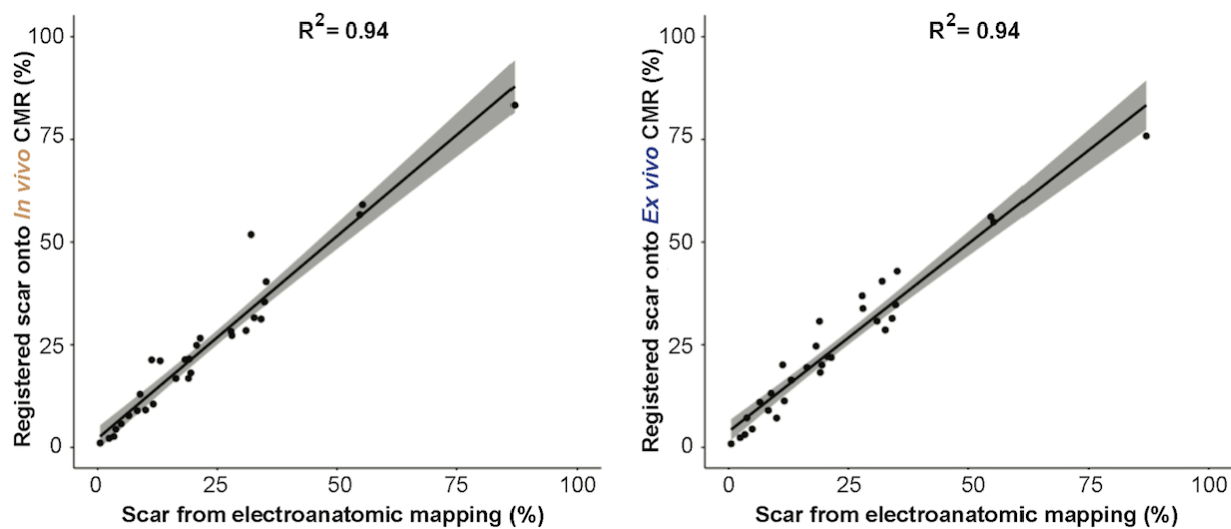 R2= 0.94
Registered scar onto In vivo CMR (%)
100
75
50
25
0
0 25 50 75 100
Scar from electroanatomic mapping (%)
R2= 0.94
Registered scar onto Ex vivo CMR (%)
100
75
50
25
0
0 25 50 75 100
Scar from electroanatomic mapping (%)